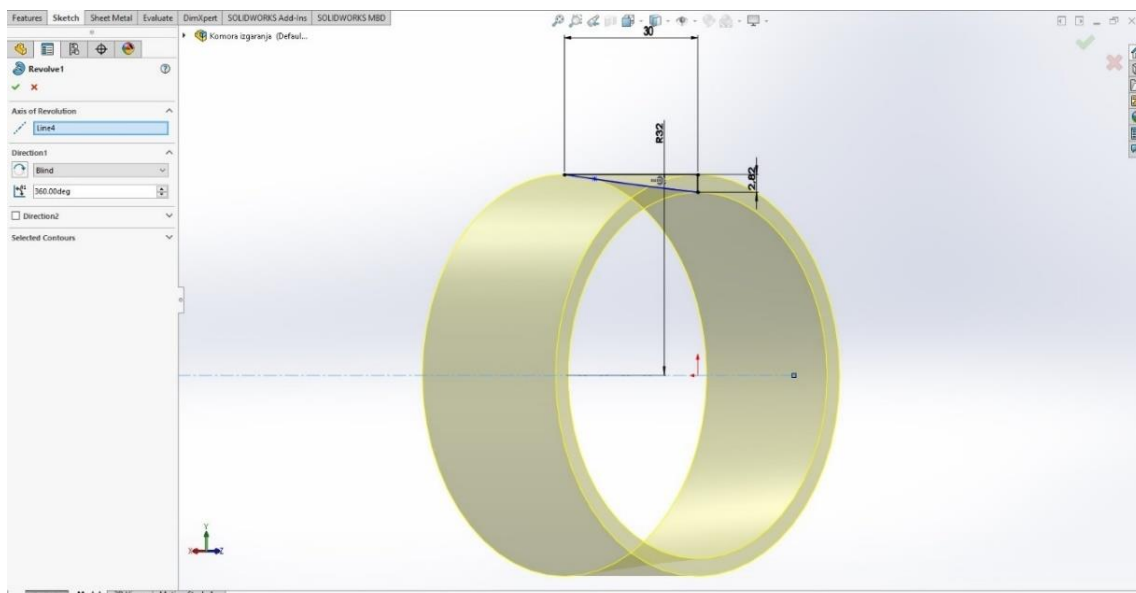 Features Sketch Sheet Metal Evaluate DimXpert SOLIDWORKS Add-Ins SOLIDWORKS MBD
Komora izgaranja (Defaul...
Revolve1
Axis of Revolution
Line4
Direction1
Blind
360.00deg
Direction2
Selected Contours
30
R32
2.82
Y
X
Z